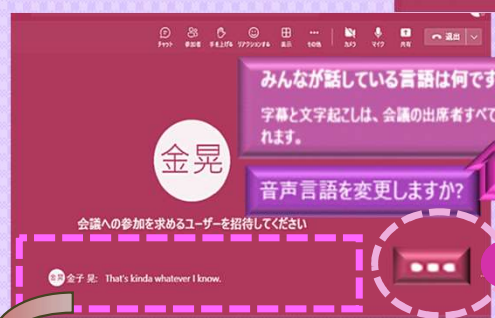 チャット 参加者 手を上げる リアクションする 表示 その他 カメラ マイク 共有 退出
みんなが話している言語は何です
字幕と文字起こしは、会議の出席者すべて
れます。
金晃
音声言語を変更しますか?
会議への参加を求めるユーザーを招待してください
金晃 金子 晃: That's kinda whatever I know.